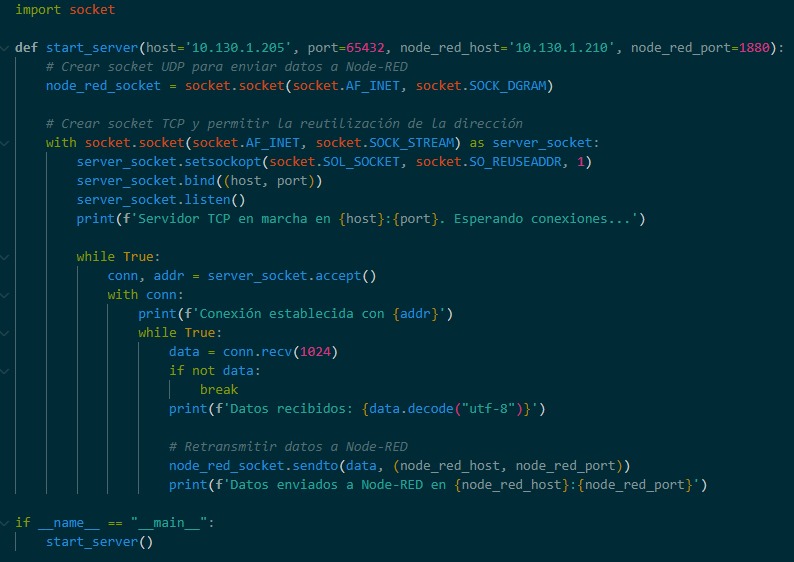 import socket

def start_server(host='10.130.1.205', port=65432, node_red_host='10.130.1.210', node_red_port=1880):
    # Crear socket UDP para enviar datos a Node-RED
    node_red_socket = socket.socket(socket.AF_INET, socket.SOCK_DGRAM)

    # Crear socket TCP y permitir la reutilización de la dirección
    with socket.socket(socket.AF_INET, socket.SOCK_STREAM) as server_socket:
        server_socket.setsockopt(socket.SOL_SOCKET, socket.SO_REUSEADDR, 1)
        server_socket.bind((host, port))
        server_socket.listen()
        print(f'Servidor TCP en marcha en {host}:{port}. Esperando conexiones...')

        while True:
            conn, addr = server_socket.accept()
            with conn:
                print(f'Conexión establecida con {addr}')
                while True:
                    data = conn.recv(1024)
                    if not data:
                        break
                    print(f'Datos recibidos: {data.decode("utf-8")}')

                    # Retransmitir datos a Node-RED
                    node_red_socket.sendto(data, (node_red_host, node_red_port))
                    print(f'Datos enviados a Node-RED en {node_red_host}:{node_red_port}')

if __name__ == "__main__":
    start_server()